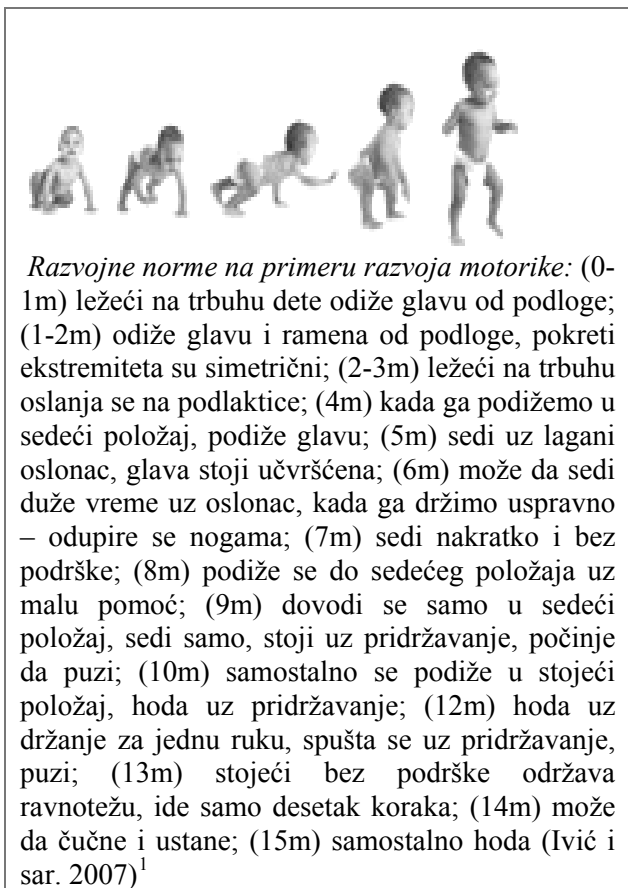 Razvojne norme na primeru razvoja motorike: (0-
1m) ležeći na trbuhu dete odiže glavu od podloge;
(1-2m) odiže glavu i ramena od podloge, pokreti
ekstremiteta su simetrični; (2-3m) ležeći na trbuhu
oslanja se na podlaktice; (4m) kada ga podižemo u
sedeći položaj, podiže glavu; (5m) sedi uz lagani
oslonac, glava stoji učvršćena; (6m) može da sedi
duže vreme uz oslonac, kada ga držimo uspravno
– odupire se nogama; (7m) sedi nakratko i bez
podrške; (8m) podiže se do sedećeg položaja uz
malu pomoć; (9m) dovodi se samo u sedeći
položaj, sedi samo, stoji uz pridržavanje, počinje
da puzi; (10m) samostalno se podiže u stojeći
položaj, hoda uz pridržavanje; (12m) hoda uz
držanje za jednu ruku, spušta se uz pridržavanje,
puzi; (13m) stojeći bez podrške održava
ravnotežu, ide samo desetak koraka; (14m) može
da čučne i ustane; (15m) samostalno hoda (Ivić i
sar. 2007)¹